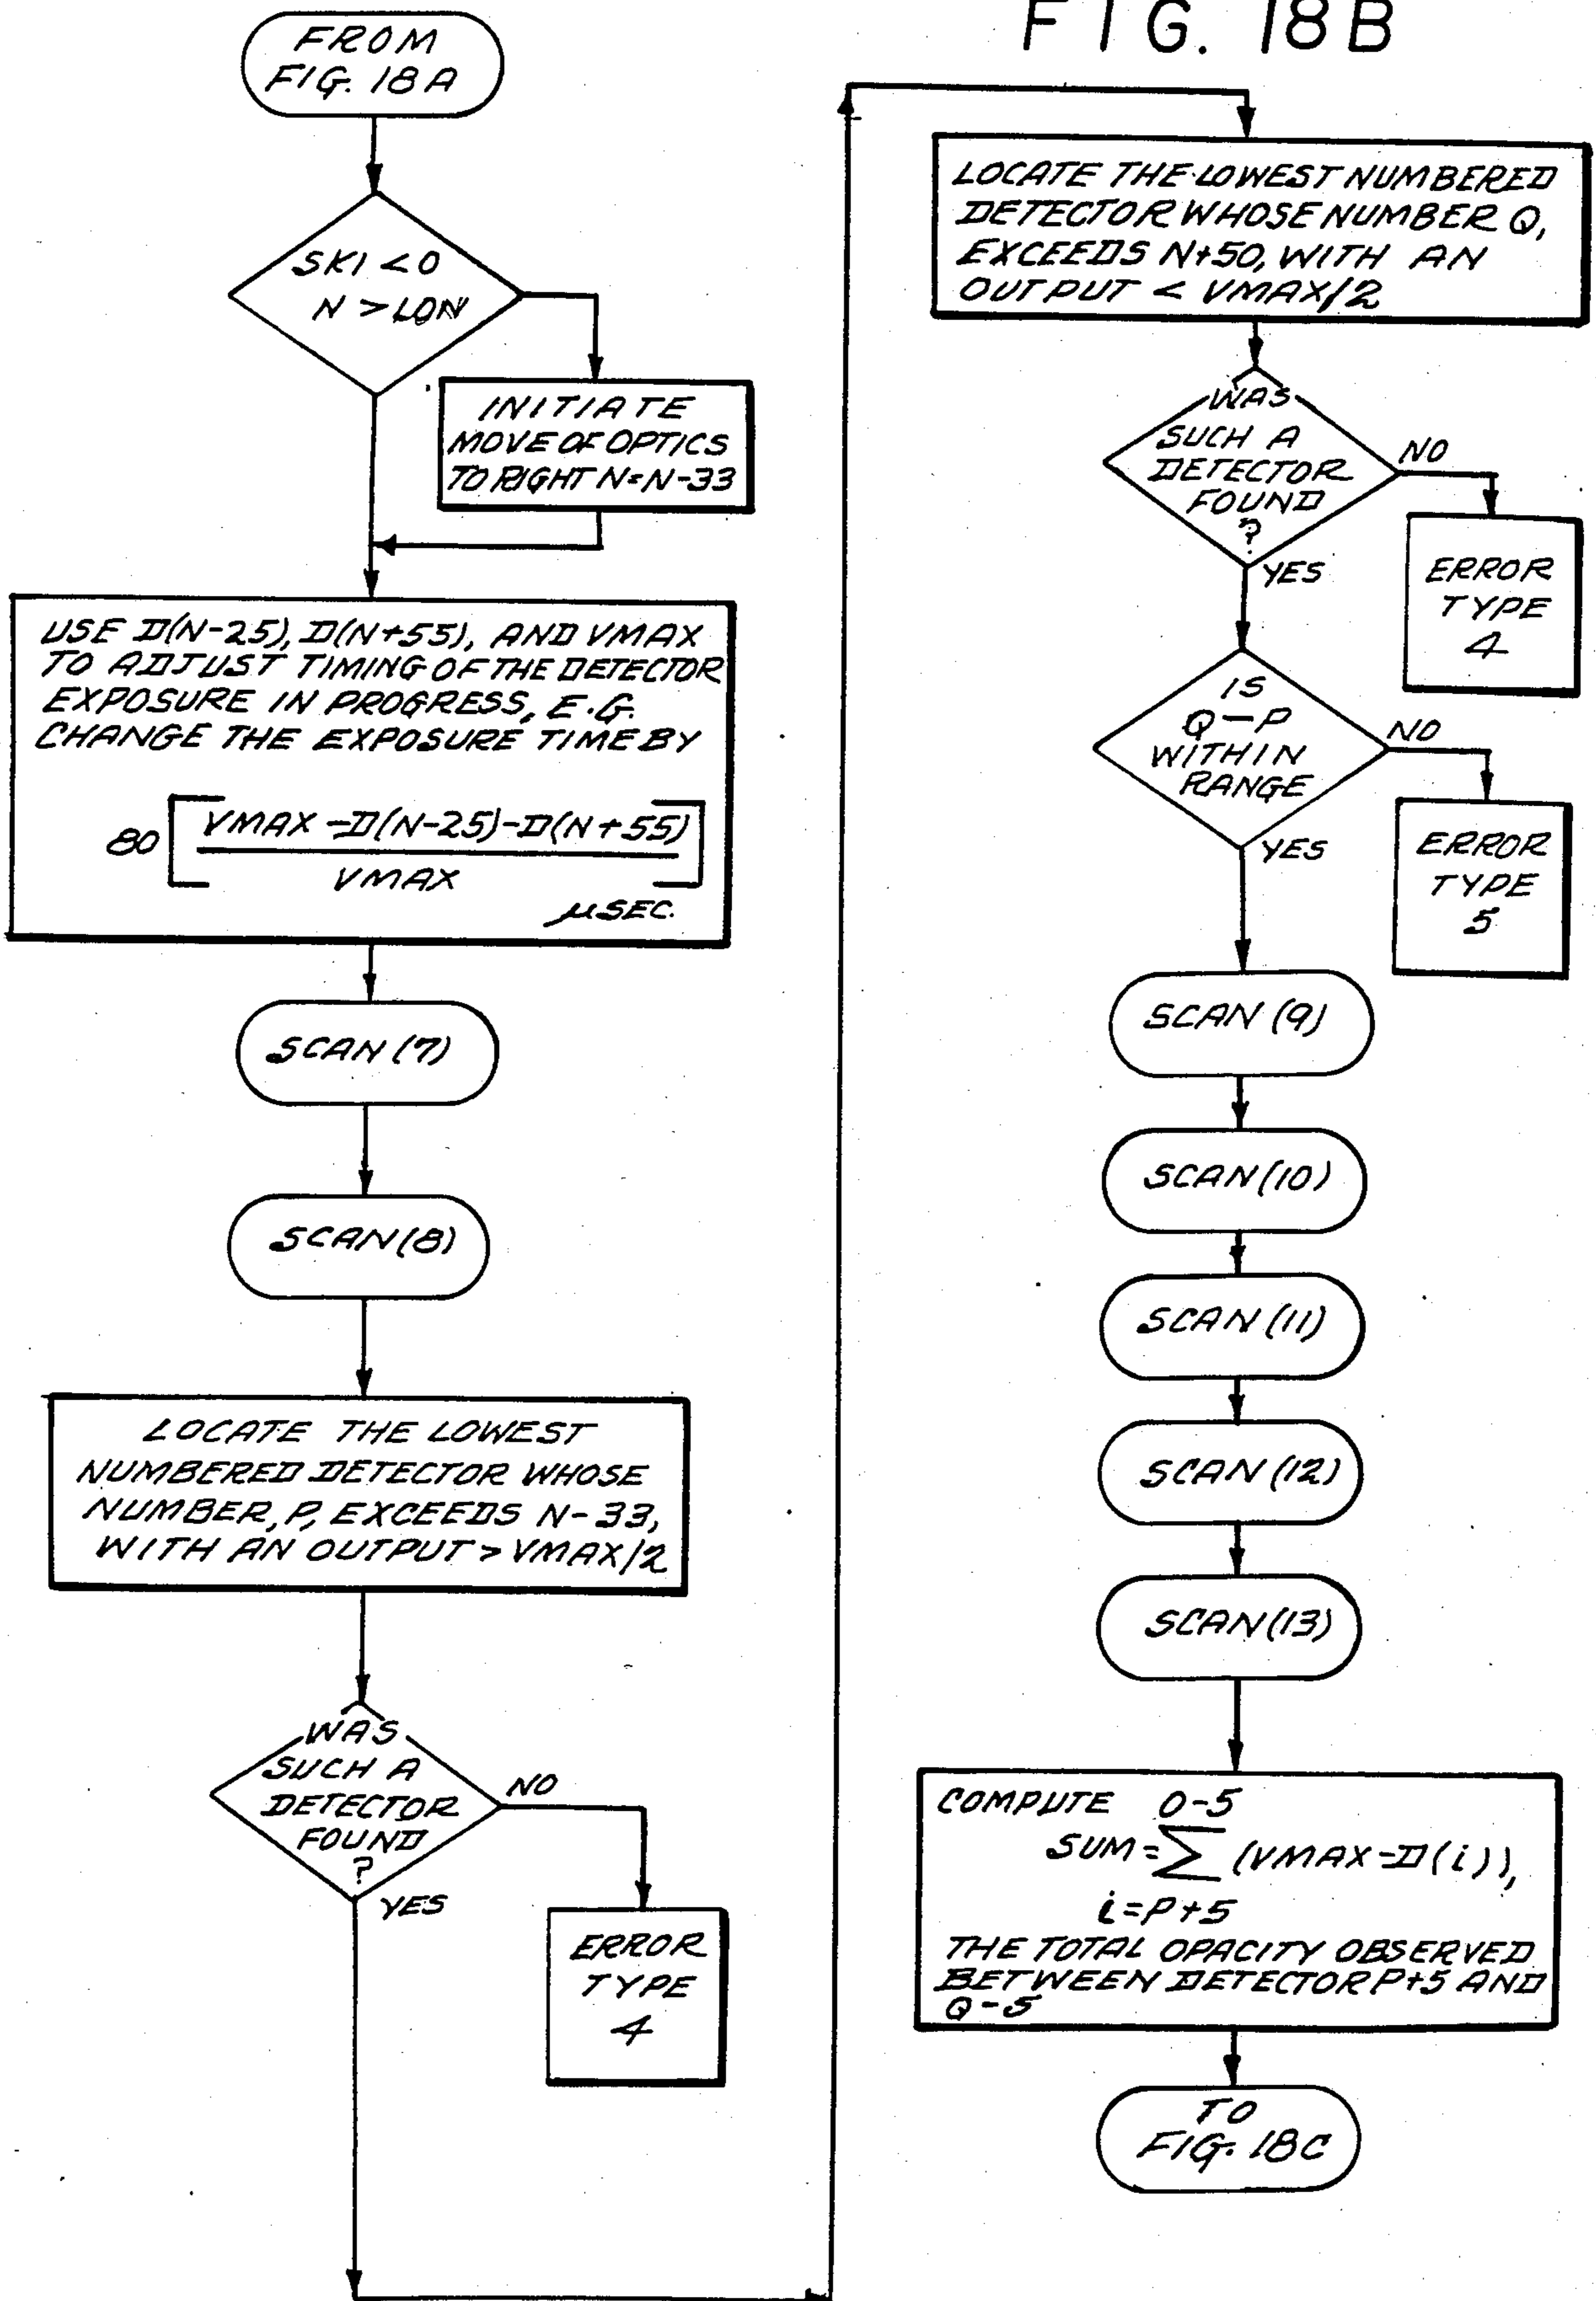 FIG. 18B
FROM
FIG. 18A
SKI < 0
N > LON
INITIATE
MOVE OF OPTICS
TO RIGHT N=N-33
USE D(N-25), D(N+55), AND VMAX
TO ADJUST TIMING OF THE DETECTOR
EXPOSURE IN PROGRESS, E.G.
CHANGE THE EXPOSURE TIME BY
80 [VMAX-D(N-25)-D(N+55)]
VMAX
µSEC.
SCAN (7)
SCAN(8)
LOCATE THE LOWEST
NUMBERED DETECTOR WHOSE
NUMBER, P, EXCEEDS N-33,
WITH AN OUTPUT > VMAX/2
WAS
SUCH A
DETECTOR
FOUND
?
NO
YES
ERROR
TYPE
4
LOCATE THE LOWEST NUMBERED
DETECTOR WHOSE NUMBER Q,
EXCEEDS N+50, WITH AN
OUTPUT < VMAX/2
WAS
SUCH A
DETECTOR
FOUND
?
NO
YES
ERROR
TYPE
4
IS
Q-P
WITHIN
RANGE
NO
YES
ERROR
TYPE
5
SCAN (9)
SCAN(10)
SCAN (11)
SCAN (12)
SCAN(13)
COMPUTE Q-5
SUM=∑ (VMAX-D(i)),
i=P+5
THE TOTAL OPACITY OBSERVED
BETWEEN DETECTOR P+5 AND
Q-5
TO
FIG. 18C